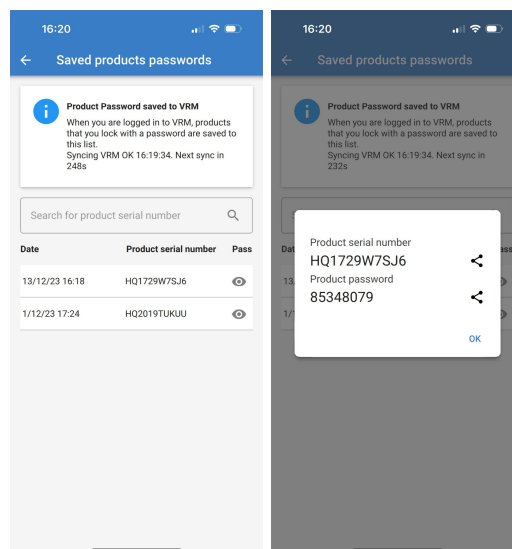 16:20
Saved products passwords
Product Password saved to VRM
When you are logged in to VRM, products
that you lock with a password are saved to
this list.
Syncing VRM OK 16:19:34. Next sync in
248s
Search for product serial number
Date Product serial number Pass
13/12/23 16:18 HQ1729W7SJ6
1/12/23 17:24 HQ2019TUKUU
16:20
Saved products passwords
Product Password saved to VRM
When you are logged in to VRM, products
that you lock with a password are saved to
this list.
Syncing VRM OK 16:19:34. Next sync in
232s
Product serial number
HQ1729W7SJ6
Product password
85348079
OK